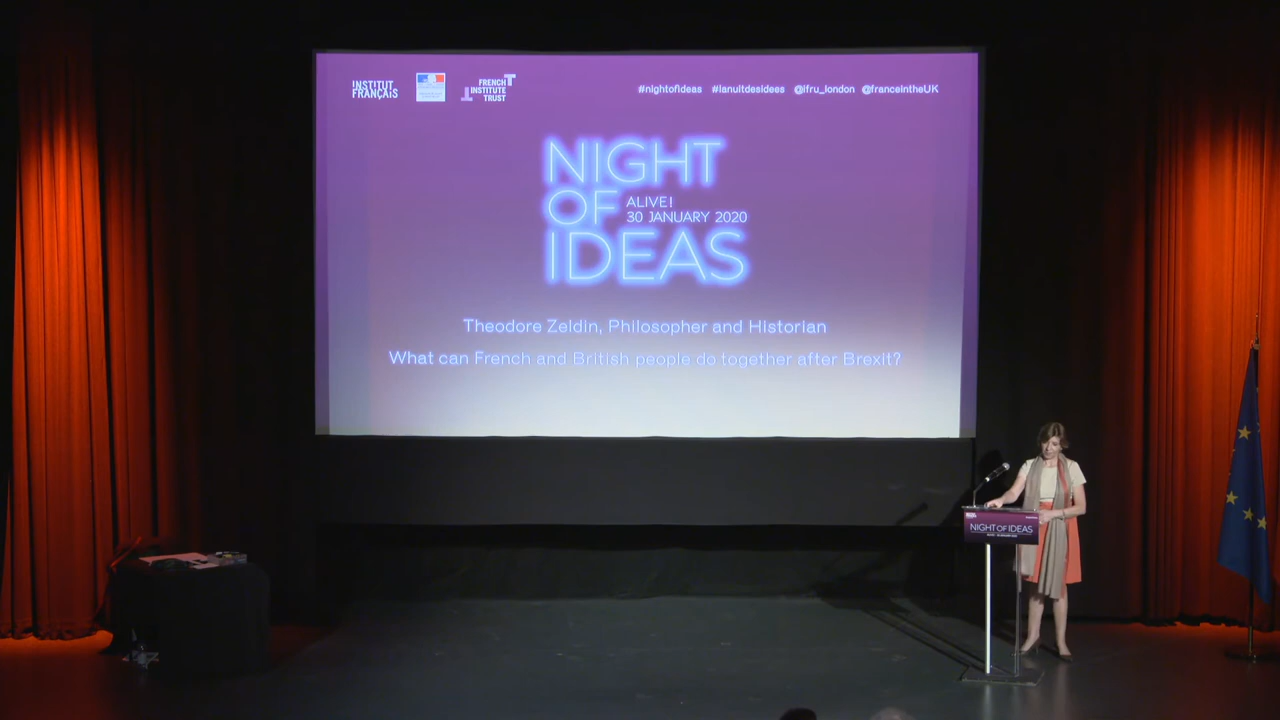 INSTITUT FRANÇAIS
FRENCH INSTITUTE TRUST
#nightofideas #lanuitdesidees @ifru_london @franceintheUK
NIGHT
OF
ALIVE!
30 JANUARY 2020
IDEAS
Theodore Zeldin, Philosopher and Historian
What can French and British people do together after Brexit?
NIGHT OF IDEAS